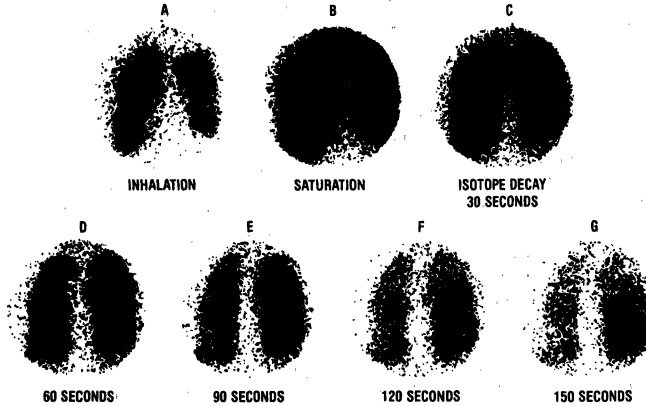 A
B
C
INHALATION
SATURATION
ISOTOPE DECAY
30 SECONDS
D
E
F
G
60 SECONDS
90 SECONDS
120 SECONDS
150 SECONDS